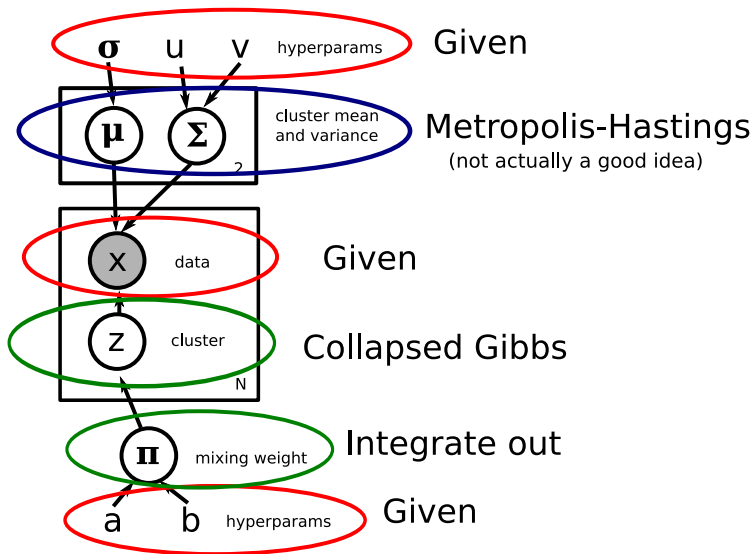 σ u v hyperparams Given
μ Σ cluster mean
and variance
2
Metropolis-Hastings
(not actually a good idea)
x data Given
z cluster Collapsed Gibbs
N
π mixing weight Integrate out
a b hyperparams Given